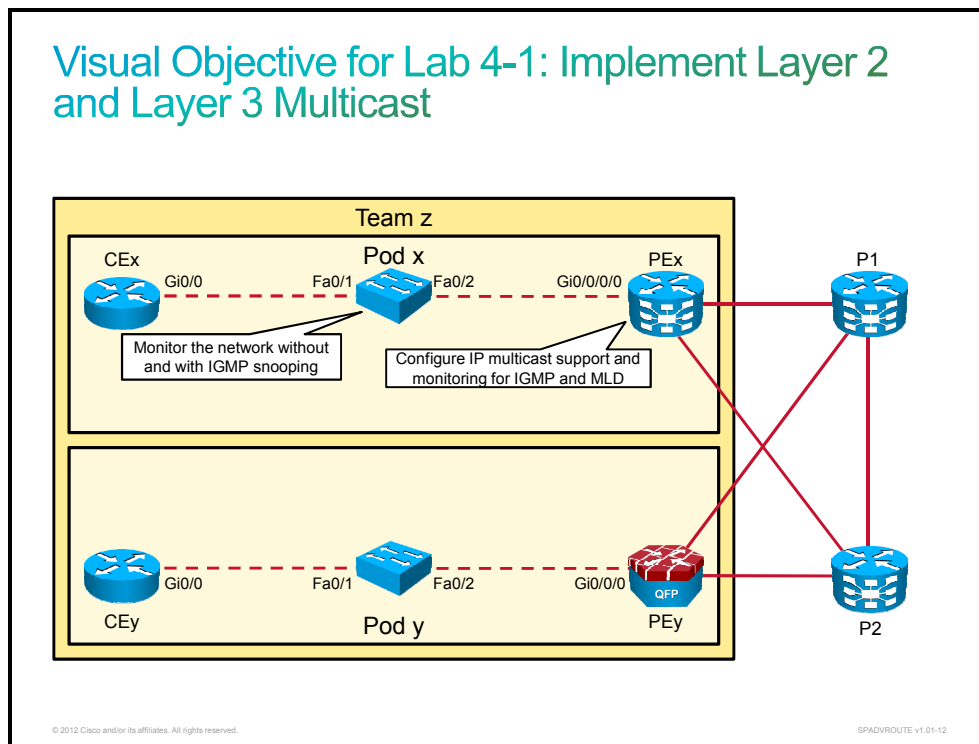 Visual Objective for Lab 4-1: Implement Layer 2
and Layer 3 Multicast
Team z
Pod x
CEx
Gi0/0
Fa0/1
Fa0/2
Gi0/0/0/0
PEx
P1
Monitor the network without
and with IGMP snooping
Configure IP multicast support and
monitoring for IGMP and MLD
CEy
Gi0/0
Fa0/1
Fa0/2
Gi0/0/0
QFP
PEy
Pod y
P2
© 2012 Cisco and/or its affiliates. All rights reserved.
SPADVROUTE v1.01-12